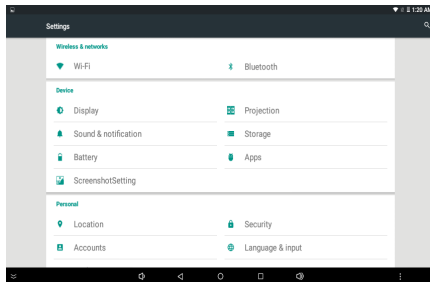 1:20 AM
Settings
Wireless & networks
Wi-Fi
Bluetooth
Device
Display
Projection
Sound & notification
Storage
Battery
Apps
ScreenshotSetting
Personal
Location
Security
Accounts
Language & input